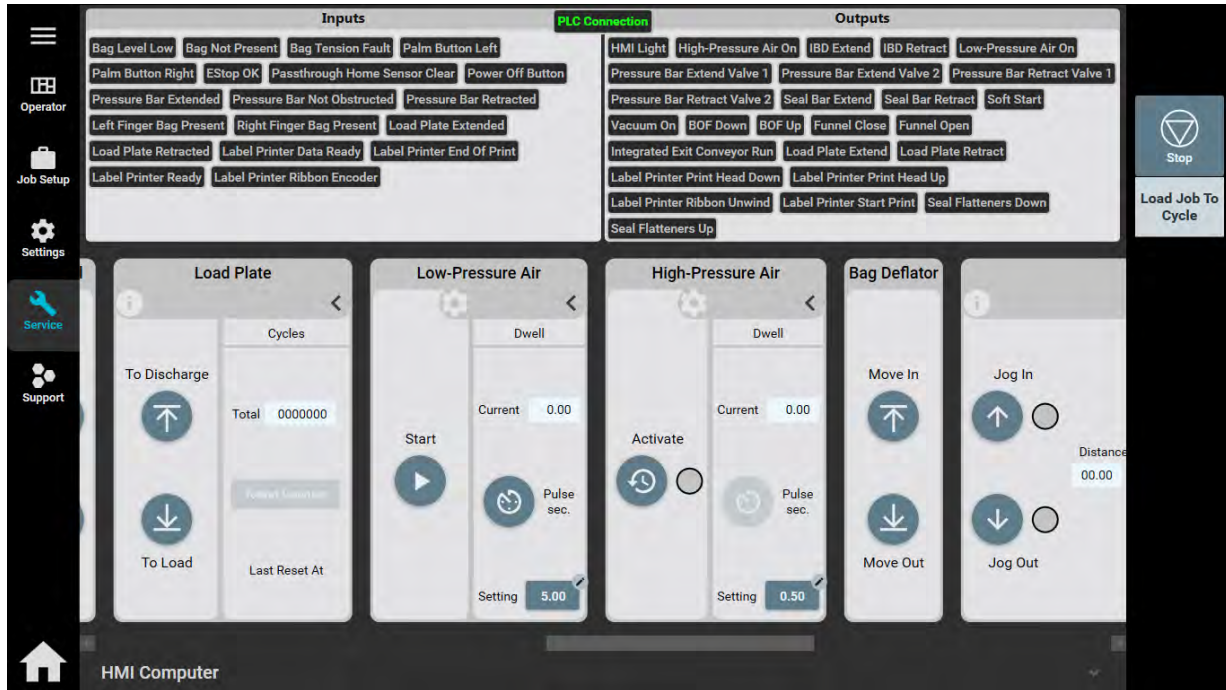 Inputs
PLC Connection
Outputs
Bag Level Low Bag Not Present Bag Tension Fault Palm Button Left
Palm Button Right EStop OK Passthrough Home Sensor Clear Power Off Button
Pressure Bar Extended Pressure Bar Not Obstructed Pressure Bar Retracted
Left Finger Bag Present Right Finger Bag Present Load Plate Extended
Load Plate Retracted Label Printer Data Ready Label Printer End Of Print
Label Printer Ready Label Printer Ribbon Encoder
HMI Light High-Pressure Air On IBD Extend IBD Retract Low-Pressure Air On
Pressure Bar Extend Valve 1 Pressure Bar Extend Valve 2 Pressure Bar Retract Valve 1
Pressure Bar Retract Valve 2 Seal Bar Extend Seal Bar Retract Soft Start
Vacuum On BOF Down BOF Up Funnel Close Funnel Open
Integrated Exit Conveyor Run Load Plate Extend Load Plate Retract
Label Printer Print Head Down Label Printer Print Head Up
Label Printer Ribbon Unwind Label Printer Start Print Seal Flatteners Down
Seal Flatteners Up
Operator
Job Setup
Settings
Service
Support
Stop
Load Job To
Cycle
Load Plate
Cycles
To Discharge
Total 0000000
To Load
Last Reset At
Low-Pressure Air
Dwell
Current 0.00
Start
Pulse
sec.
Setting 5.00
High-Pressure Air
Dwell
Current 0.00
Activate
Pulse
sec.
Setting 0.50
Bag Deflator
Move In
Move Out
Jog In
Distance
00.00
Jog Out
HMI Computer